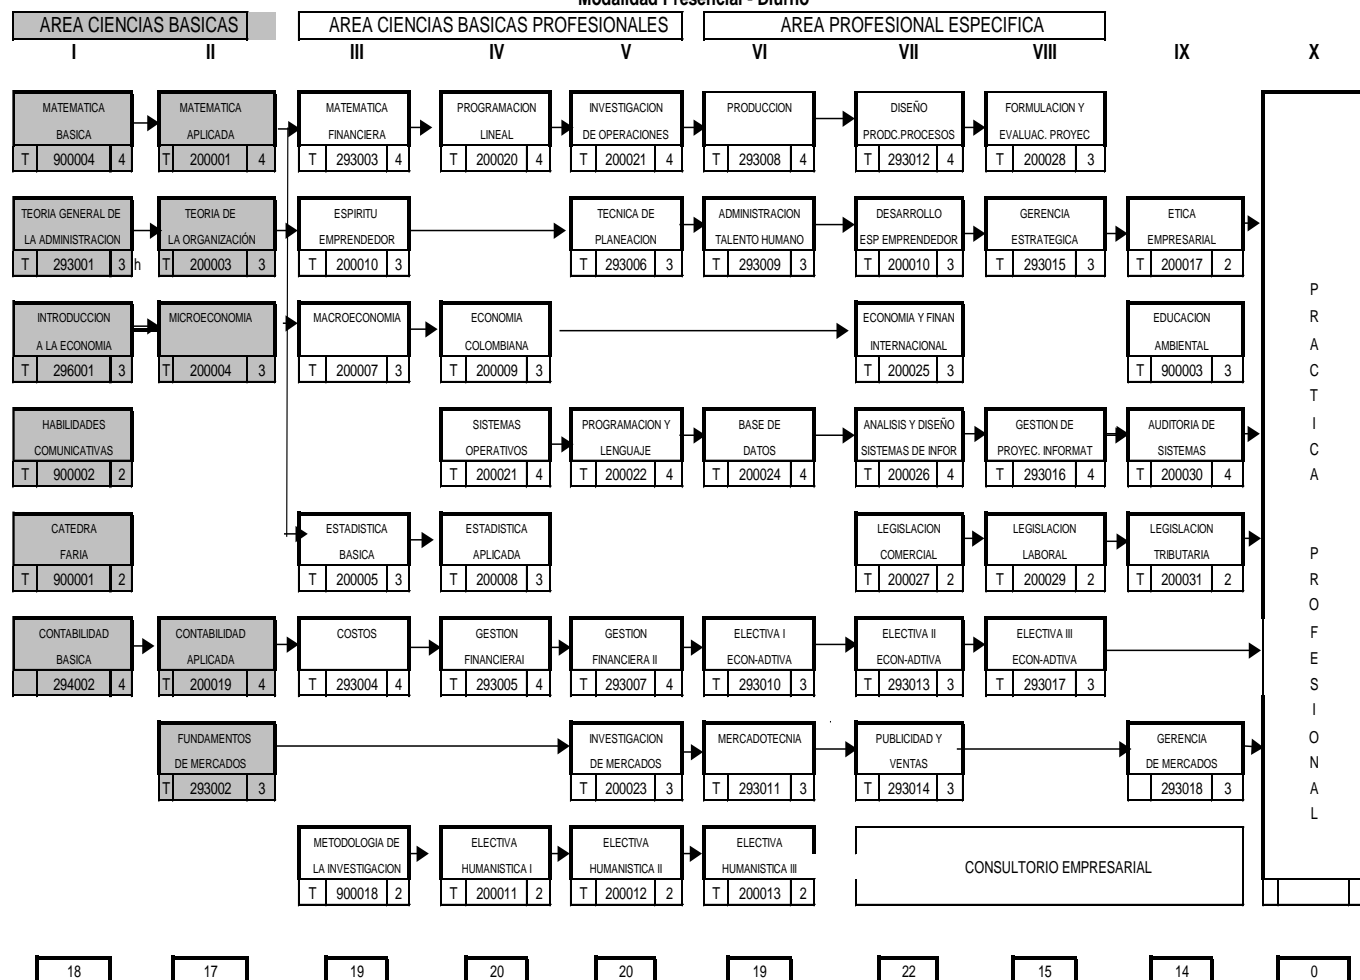 Modalidad Presencial - Diurno
AREA CIENCIAS BASICAS AREA CIENCIAS BASICAS PROFESIONALES AREA PROFESIONAL ESPECIFICA
I II III IV V VI VII VIII IX X
MATEMATICA MATEMATICA MATEMATICA PROGRAMACION INVESTIGACION PRODUCCION DISEÑO FORMULACION Y
BASICA APLICADA FINANCIERA LINEAL DE OPERACIONES PRODC.PROCESOS EVALUAC. PROYEC
T 900004 4 T 200001 4 T 293003 4 T 200020 4 T 200021 4 T 293008 4 T 293012 4 T 200028 3
TEORIA GENERAL DE TEORIA DE ESPIRITU TECNICA DE ADMINISTRACION DESARROLLO GERENCIA ETICA
LA ADMINISTRACION LA ORGANIZACIÓN EMPRENDEDOR PLANEACION TALENTO HUMANO ESP EMPRENDEDOR ESTRATEGICA EMPRESARIAL
T 293001 3 h T 200003 3 T 200010 3 T 293006 3 T 293009 3 T 200010 3 T 293015 3 T 200017 2
INTRODUCCION MICROECONOMIA MACROECONOMIA ECONOMIA ECONOMIA Y FINAN EDUCACION
A LA ECONOMIA COLOMBIANA INTERNACIONAL AMBIENTAL
T 296001 3 T 200004 3 T 200007 3 T 200009 3 T 200025 3 T 900003 3
HABILIDADES SISTEMAS PROGRAMACION Y BASE DE ANALISIS Y DISEÑO GESTION DE AUDITORIA DE
COMUNICATIVAS OPERATIVOS LENGUAJE DATOS SISTEMAS DE INFOR PROYEC. INFORMAT SISTEMAS
T 900002 2 T 200021 4 T 200022 4 T 200024 4 T 200026 4 T 293016 4 T 200030 4
CATEDRA ESTADISTICA ESTADISTICA LEGISLACION LEGISLACION LEGISLACION
FARIA BASICA APLICADA COMERCIAL LABORAL TRIBUTARIA
T 900001 2 T 200005 3 T 200008 3 T 200027 2 T 200029 2 T 200031 2
CONTABILIDAD CONTABILIDAD COSTOS GESTION GESTION ELECTIVA I ELECTIVA II ELECTIVA III
BASICA APLICADA FINANCIERAI FINANCIERA II ECON-ADTIVA ECON-ADTIVA ECON-ADTIVA
294002 4 T 200019 4 T 293004 4 T 293005 4 T 293007 4 T 293010 3 T 293013 3 T 293017 3
FUNDAMENTOS INVESTIGACION MERCADOTECNIA PUBLICIDAD Y GERENCIA
DE MERCADOS DE MERCADOS VENTAS DE MERCADOS
T 293002 3 T 200023 3 T 293011 3 T 293014 3 293018 3
METODOLOGIA DE ELECTIVA ELECTIVA ELECTIVA
LA INVESTIGACION HUMANISTICA I HUMANISTICA II HUMANISTICA III CONSULTORIO EMPRESARIAL
T 900018 2 T 200011 2 T 200012 2 T 200013 2
PRACTICA PROFESIONAL
18 17 19 20 20 19 22 15 14 0